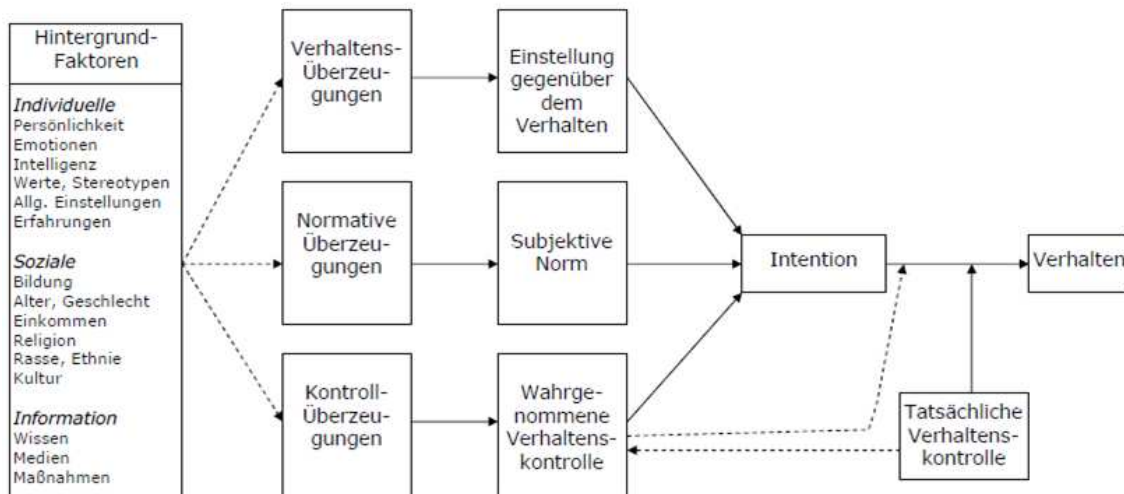 Hintergrund-
Faktoren
Individuelle
Persönlichkeit
Emotionen
Intelligenz
Werte, Stereotypen
Allg. Einstellungen
Erfahrungen
Soziale
Bildung
Alter, Geschlecht
Einkommen
Religion
Rasse, Ethnie
Kultur
Information
Wissen
Medien
Maßnahmen
Verhaltens-
Überzeu-
gungen
Einstellung
gegenüber
dem
Verhalten
Normative
Überzeu-
gungen
Subjektive
Norm
Kontroll-
Überzeu-
gungen
Wahrge-
nommene
Verhaltens-
kontrolle
Intention
Verhalten
Tatsächliche
Verhaltens-
kontrolle